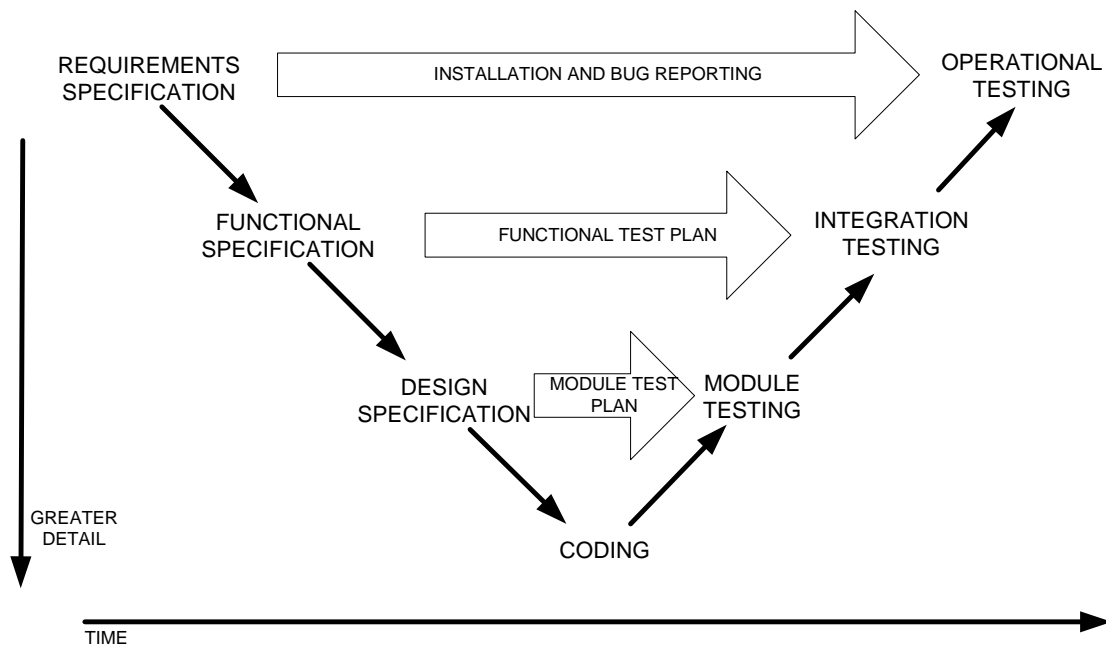 REQUIREMENTS
SPECIFICATION
INSTALLATION AND BUG REPORTING
OPERATIONAL
TESTING
FUNCTIONAL
SPECIFICATION
FUNCTIONAL TEST PLAN
INTEGRATION
TESTING
DESIGN
SPECIFICATION
MODULE TEST
PLAN
MODULE
TESTING
GREATER
DETAIL
CODING
TIME